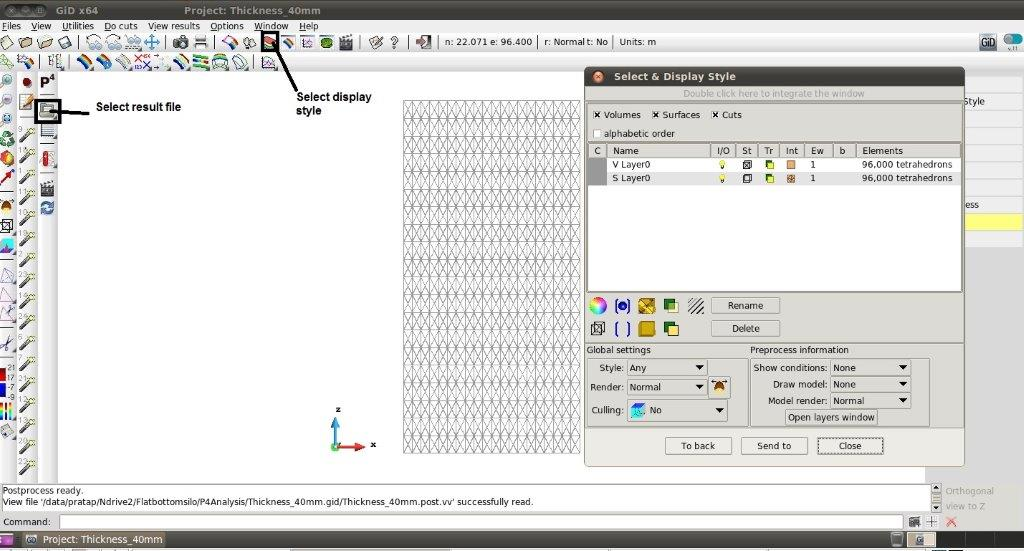 GiD x64 Project: Thickness_40mm
Files View Utilities Do cuts View results Options Window Help
n: 22.071 e: 96.400 r: Normal t: No Units: m
GiD
P4
Select result file
Select display
style
Select & Display Style
Double click here to integrate the window
Volumes Surfaces Cuts
alphabetic order
C Name I/O St Tr Int Ew b Elements
V Layer0 1 96,000 tetrahedrons
S Layer0 1 96,000 tetrahedrons
Rename
Delete
Global settings Preprocess information
Style: Any Show conditions: None
Render: Normal Draw model: None
Culling: No Model render: Normal
Open layers window
To back Send to Close
Style
ess
z
x
Postprocess ready.
View file '/data/pratap/Ndrive2/Flatbottomsilo/P4Analysis/Thickness_40mm.gid/Thickness_40mm.post.vv' successfully read.
Orthogonal
view to Z
Command:
Project: Thickness_40mm